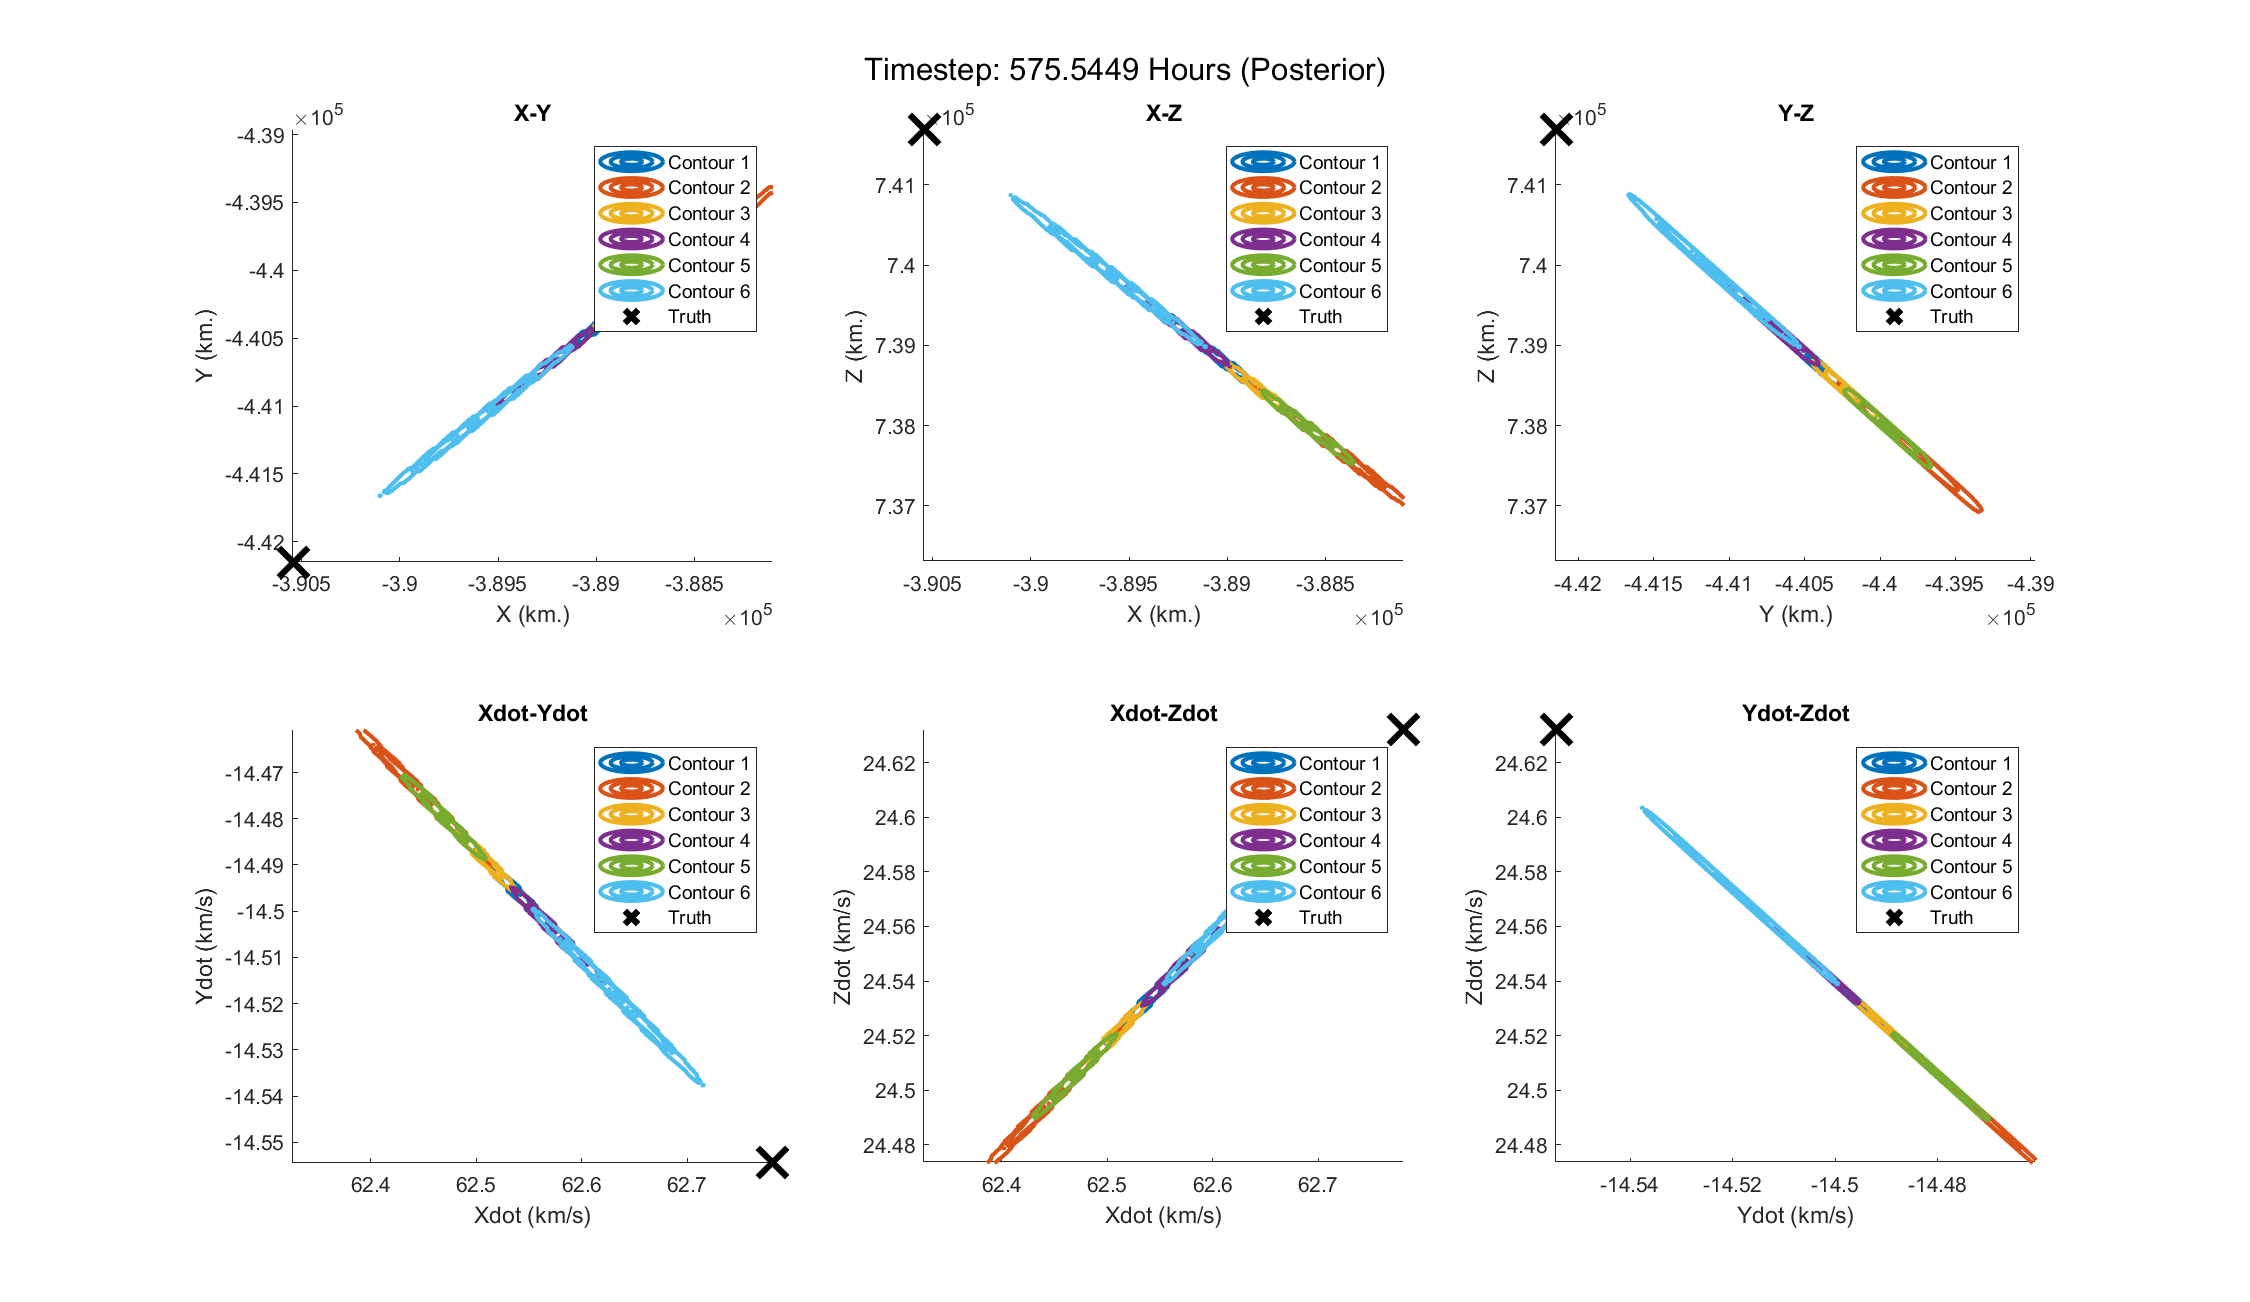 Timestep: 575.5449 Hours (Posterior)
X-Y
×10^5
-4.39
-4.395
-4.4
-4.405
-4.41
-4.415
-4.42
Y (km.)
-3.905 -3.9 -3.895 -3.89 -3.885
X (km.)
×10^5
Contour 1
Contour 2
Contour 3
Contour 4
Contour 5
Contour 6
Truth
X-Z
×10^5
7.41
7.4
7.39
7.38
7.37
Z (km.)
-3.905 -3.9 -3.895 -3.89 -3.885
X (km.)
×10^5
Contour 1
Contour 2
Contour 3
Contour 4
Contour 5
Contour 6
Truth
Y-Z
×10^5
7.41
7.4
7.39
7.38
7.37
Z (km.)
-4.42 -4.415 -4.41 -4.405 -4.4 -4.395 -4.39
Y (km.)
×10^5
Contour 1
Contour 2
Contour 3
Contour 4
Contour 5
Contour 6
Truth
Xdot-Ydot
-14.47
-14.48
-14.49
-14.5
-14.51
-14.52
-14.53
-14.54
-14.55
Ydot (km/s)
62.4 62.5 62.6 62.7
Xdot (km/s)
Contour 1
Contour 2
Contour 3
Contour 4
Contour 5
Contour 6
Truth
Xdot-Zdot
24.62
24.6
24.58
24.56
24.54
24.52
24.5
24.48
Zdot (km/s)
62.4 62.5 62.6 62.7
Xdot (km/s)
Contour 1
Contour 2
Contour 3
Contour 4
Contour 5
Contour 6
Truth
Ydot-Zdot
24.62
24.6
24.58
24.56
24.54
24.52
24.5
24.48
Zdot (km/s)
-14.54 -14.52 -14.5 -14.48
Ydot (km/s)
Contour 1
Contour 2
Contour 3
Contour 4
Contour 5
Contour 6
Truth